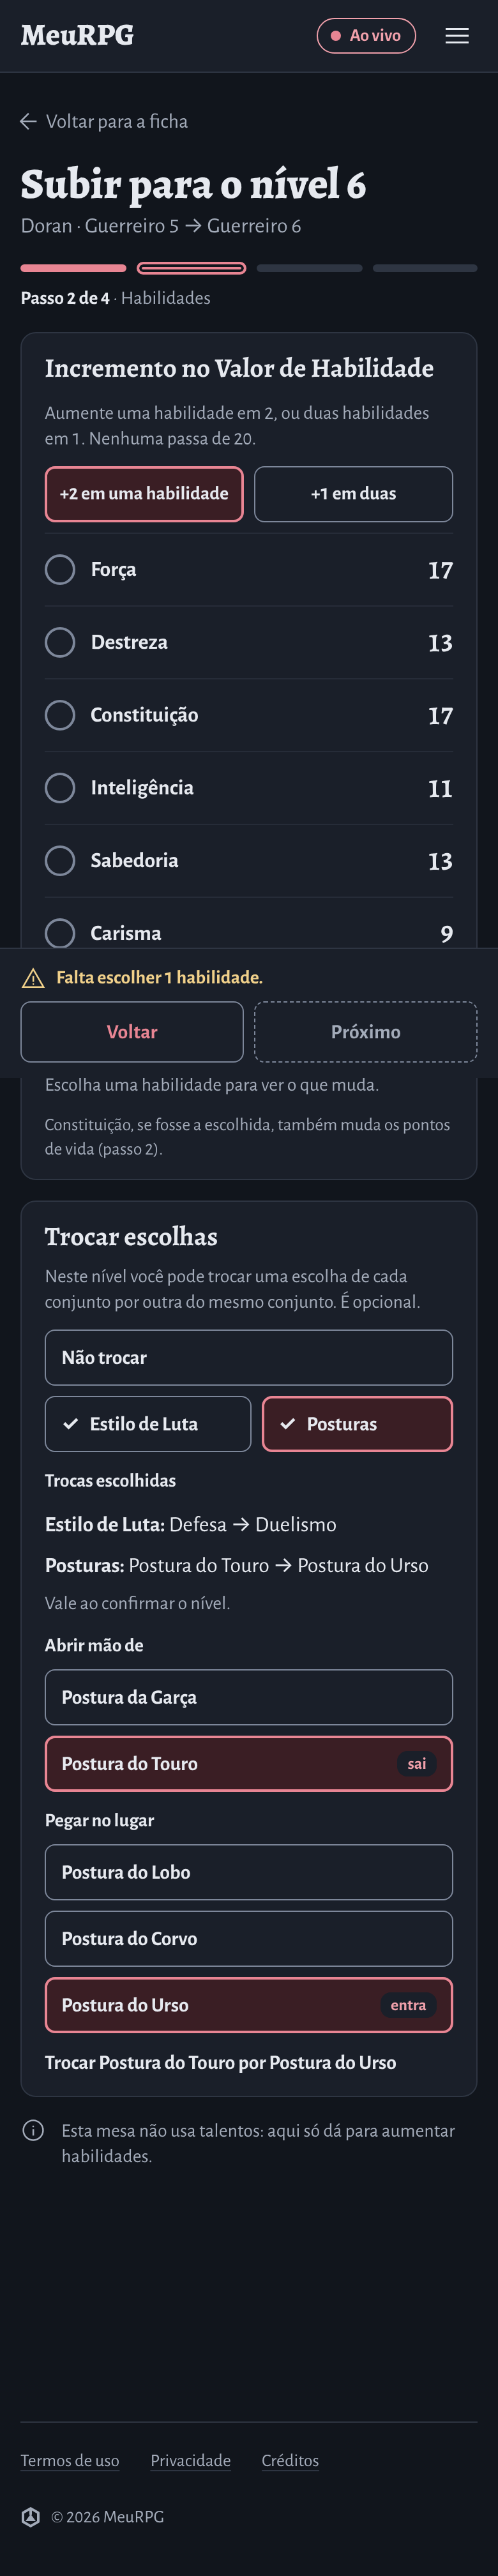 MeuRPG
Ao vivo
Voltar para a ficha
Subir para o nível 6
Doran · Guerreiro 5 → Guerreiro 6
Passo 2 de 4 · Habilidades
Incremento no Valor de Habilidade
Aumente uma habilidade em 2, ou duas habilidades
em 1. Nenhuma passa de 20.
+2 em uma habilidade
+1 em duas
Força 17
Destreza 13
Constituição 17
Inteligência 11
Sabedoria 13
Carisma 9
Falta escolher 1 habilidade.
Voltar
Próximo
Escolha uma habilidade para ver o que muda.
Constituição, se fosse a escolhida, também muda os pontos
de vida (passo 2).
Trocar escolhas
Neste nível você pode trocar uma escolha de cada
conjunto por outra do mesmo conjunto. É opcional.
Não trocar
Estilo de Luta
Posturas
Trocas escolhidas
Estilo de Luta: Defesa → Duelismo
Posturas: Postura do Touro → Postura do Urso
Vale ao confirmar o nível.
Abrir mão de
Postura da Garça
Postura do Touro sai
Pegar no lugar
Postura do Lobo
Postura do Corvo
Postura do Urso entra
Trocar Postura do Touro por Postura do Urso
Esta mesa não usa talentos: aqui só dá para aumentar
habilidades.
Termos de uso
Privacidade
Créditos
© 2026 MeuRPG